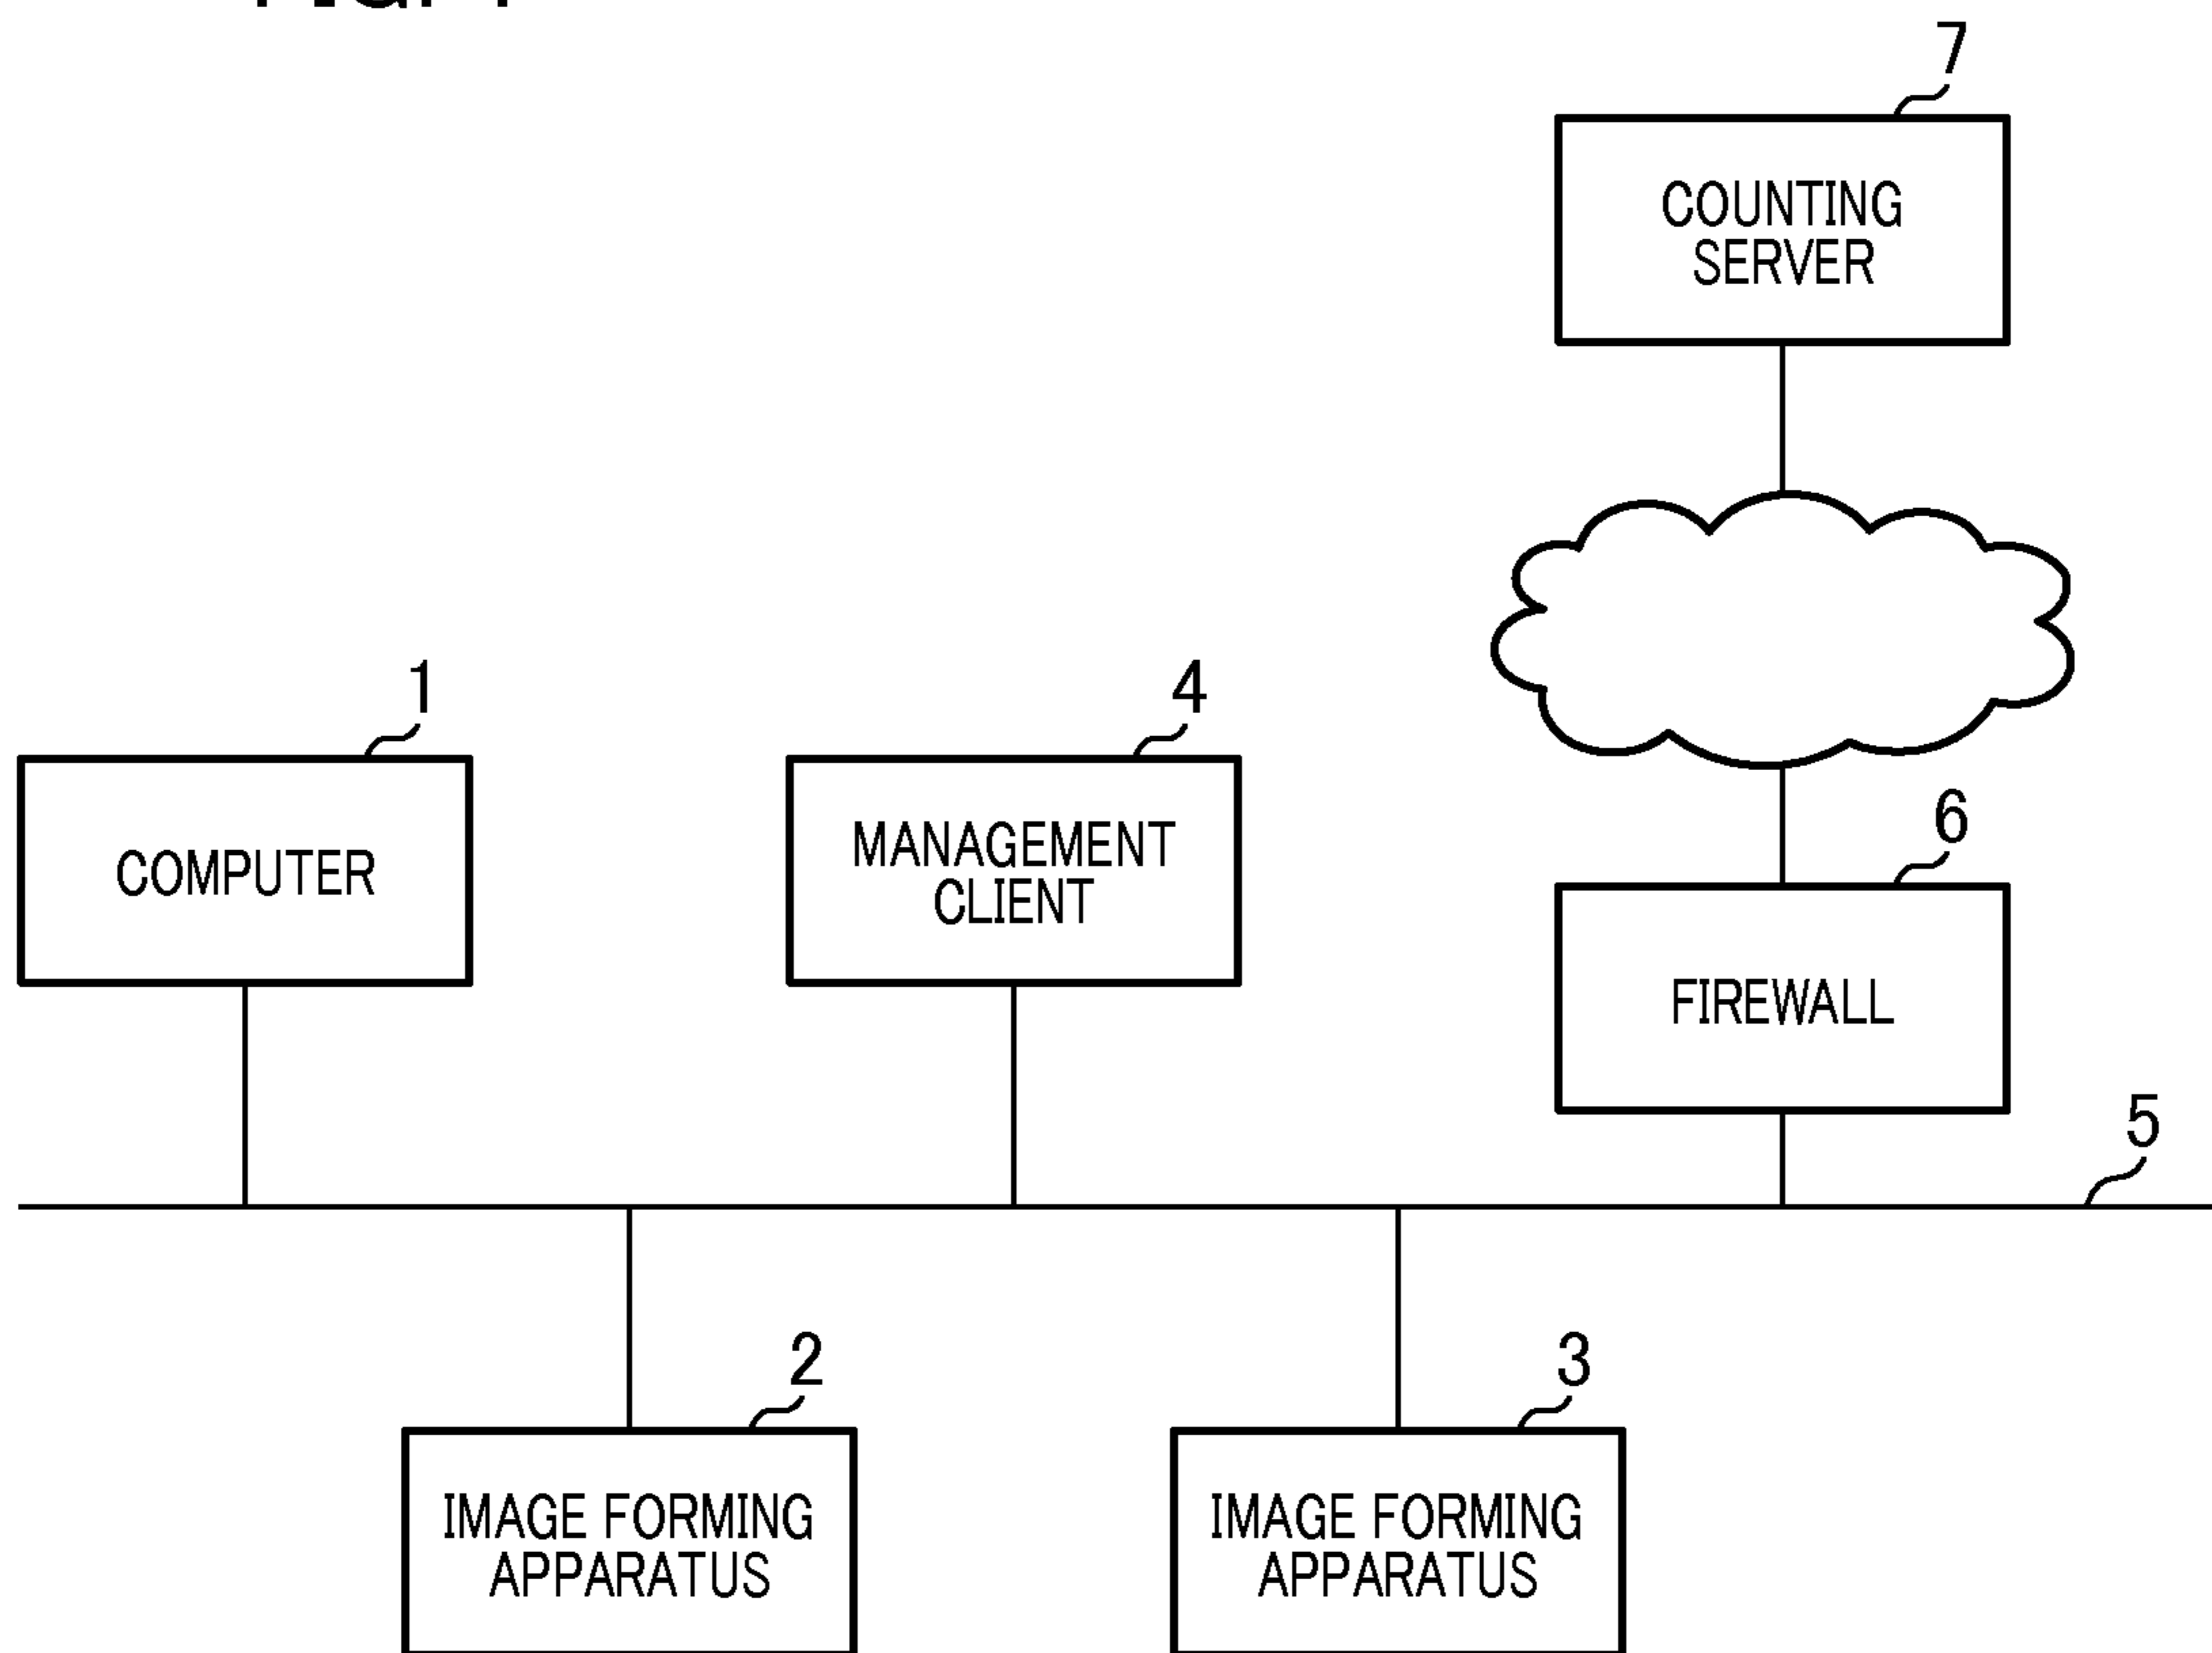 7
COUNTING
SERVER
1
4
COMPUTER
MANAGEMENT
CLIENT
6
FIREWALL
5
2
3
IMAGE FORMING
APPARATUS
IMAGE FORMING
APPARATUS